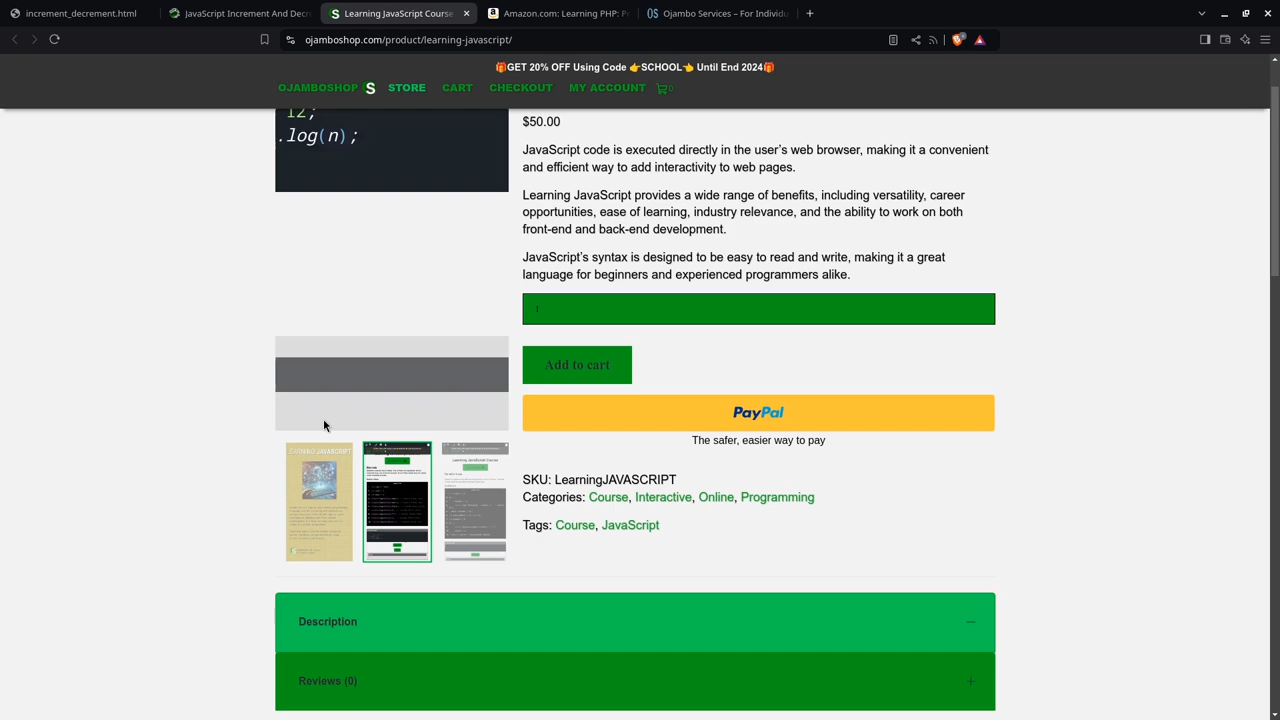 increment_decrement.html
JavaScript Increment And Decre
Learning JavaScript Course
Amazon.com: Learning PHP: Pr
Ojambo Services – For Individu
ojamboshop.com/product/learning-javascript/
🎁GET 20% OFF Using Code 👉SCHOOL👈 Until End 2024🎁
OJAMBOSHOP S STORE CART CHECKOUT MY ACCOUNT 0
12;
.log(n);
$50.00
JavaScript code is executed directly in the user’s web browser, making it a convenient
and efficient way to add interactivity to web pages.
Learning JavaScript provides a wide range of benefits, including versatility, career
opportunities, ease of learning, industry relevance, and the ability to work on both
front-end and back-end development.
JavaScript’s syntax is designed to be easy to read and write, making it a great
language for beginners and experienced programmers alike.
1
Add to cart
PayPal
The safer, easier way to pay
LEARNING JAVASCRIPT
SKU: LearningJAVASCRIPT
Categories: Course, Interactive, Online, Programming
Tags: Course, JavaScript
Description
Reviews (0)